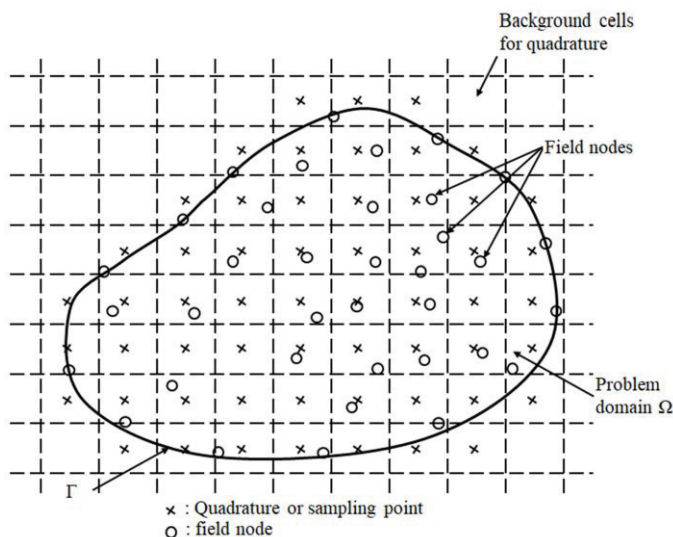 Background cells
for quadrature
Field nodes
Problem
domain Ω
Γ
× : Quadrature or sampling point
○ : field node